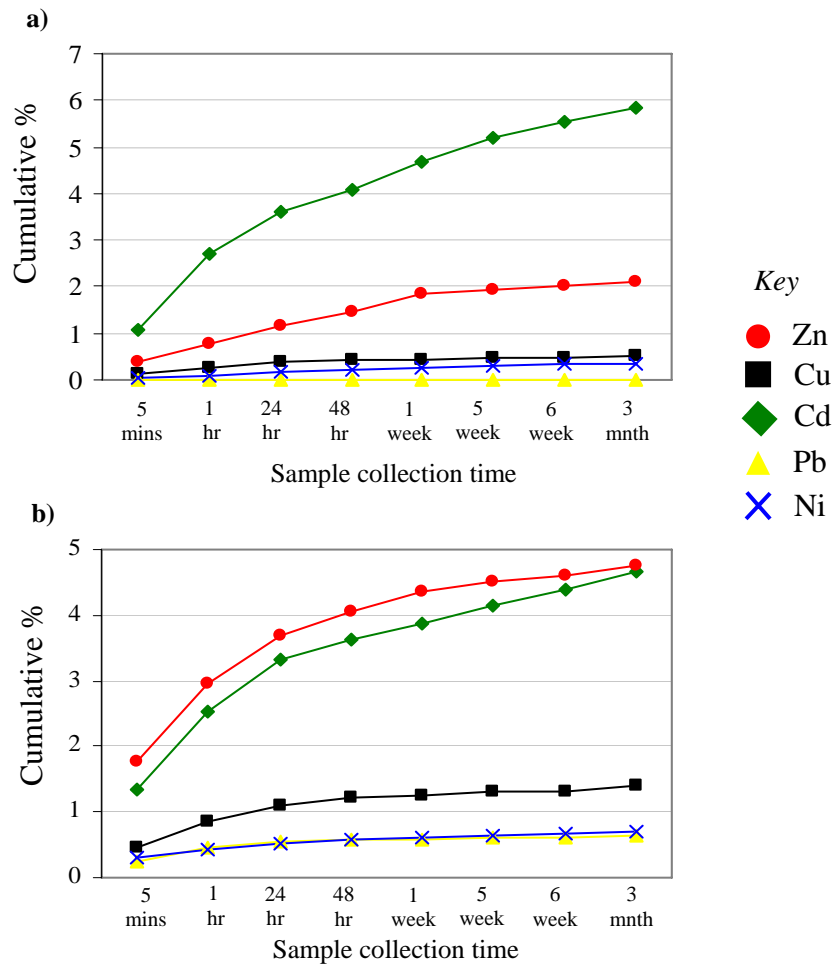 a)
7
6
5
4
3
2
1
0
Cumulative %
5 1 24 48 1 5 6 3
mins hr hr hr week week week mnth
Sample collection time
Key
Zn
Cu
Cd
Pb
Ni
b)
5
4
3
2
1
0
Cumulative %
5 1 24 48 1 5 6 3
mins hr hr hr week week week mnth
Sample collection time